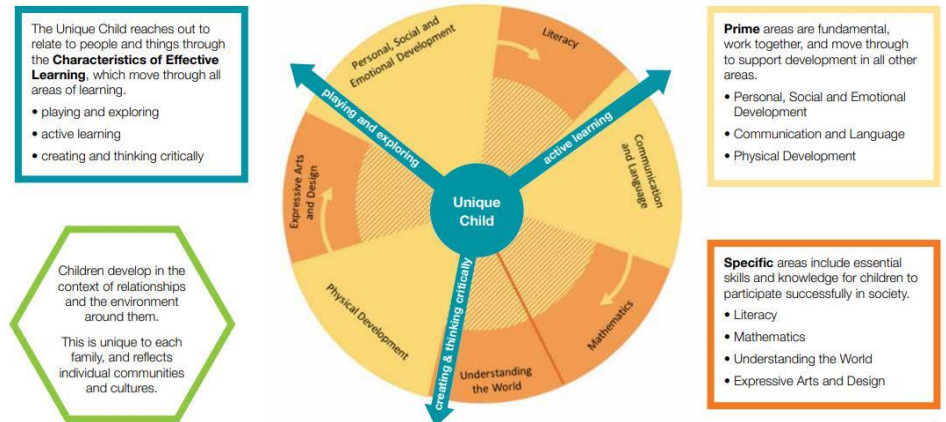 The Unique Child reaches out to
relate to people and things through
the Characteristics of Effective
Learning, which move through all
areas of learning.
• playing and exploring
• active learning
• creating and thinking critically
Children develop in the
context of relationships
and the environment
around them.
This is unique to each
family, and reflects
individual communities
and cultures.
Personal, Social and
Emotional Development
Literacy
playing and exploring
active learning
Communication
and Language
Expressive Arts
and Design
Unique
Child
Physical Development
creating & thinking critically
Mathematics
Understanding
the World
Prime areas are fundamental,
work together, and move through
to support development in all other
areas.
• Personal, Social and Emotional
Development
• Communication and Language
• Physical Development
Specific areas include essential
skills and knowledge for children to
participate successfully in society.
• Literacy
• Mathematics
• Understanding the World
• Expressive Arts and Design